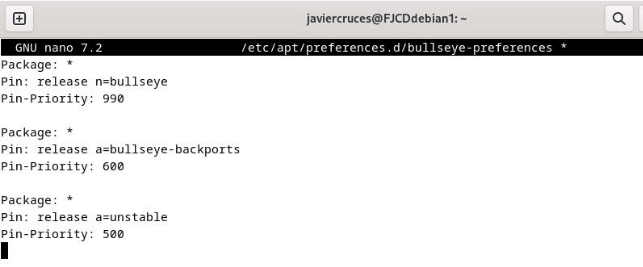 javiercruces@FJCDdebian1: ~
GNU nano 7.2 /etc/apt/preferences.d/bullseye-preferences *
Package: *
Pin: release n=bullseye
Pin-Priority: 990
Package: *
Pin: release a=bullseye-backports
Pin-Priority: 600
Package: *
Pin: release a=unstable
Pin-Priority: 500